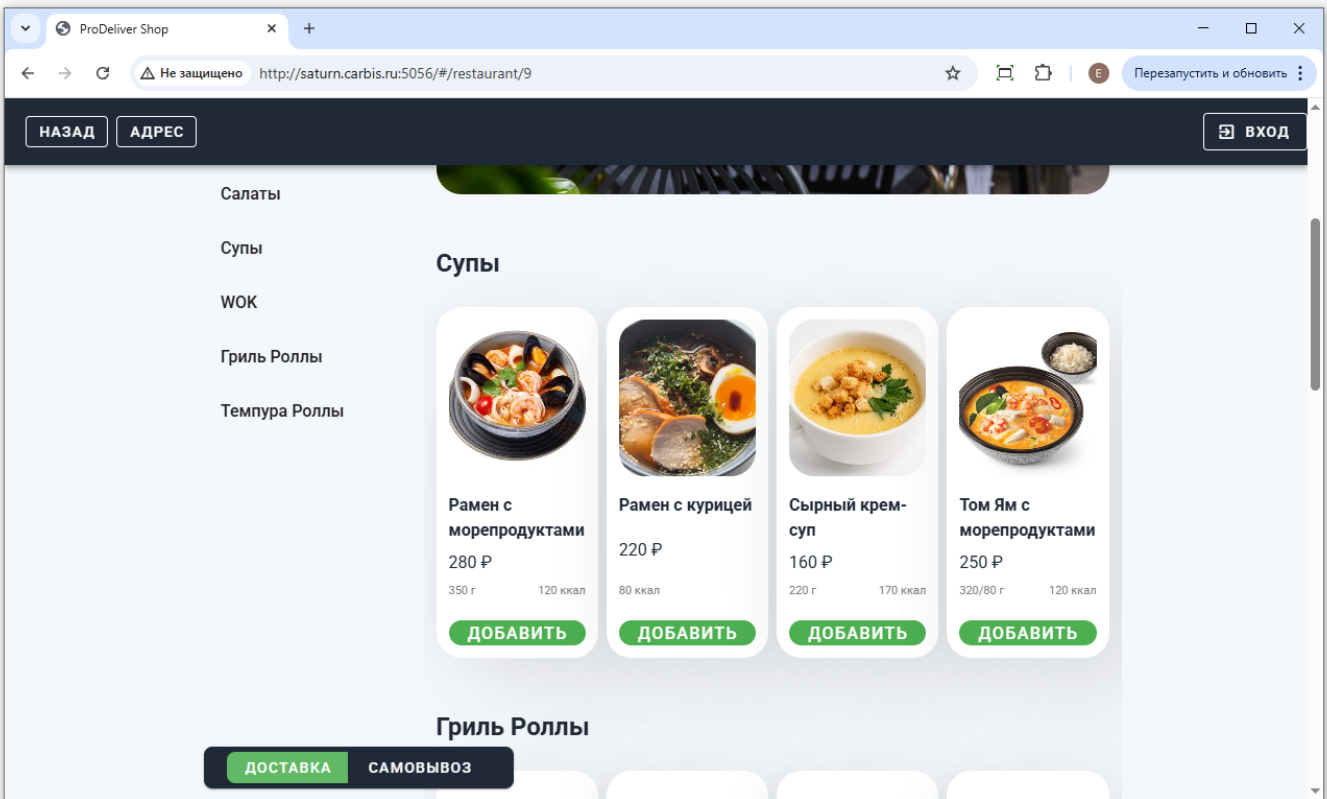 ProDeliver Shop
Не защищено http://saturn.carbis.ru:5056/#/restaurant/9
E
Перезапустить и обновить
НАЗАД
АДРЕС
ВХОД
Салаты
Супы
WOK
Гриль Роллы
Темпура Роллы
Супы
Рамен с
морепродуктами
280 ₽
350 г 120 ккал
ДОБАВИТЬ
Рамен с курицей
220 ₽
80 ккал
ДОБАВИТЬ
Сырный крем-
суп
160 ₽
220 г 170 ккал
ДОБАВИТЬ
Том Ям с
морепродуктами
250 ₽
320/80 г 120 ккал
ДОБАВИТЬ
Гриль Роллы
ДОСТАВКА
САМОВЫВОЗ